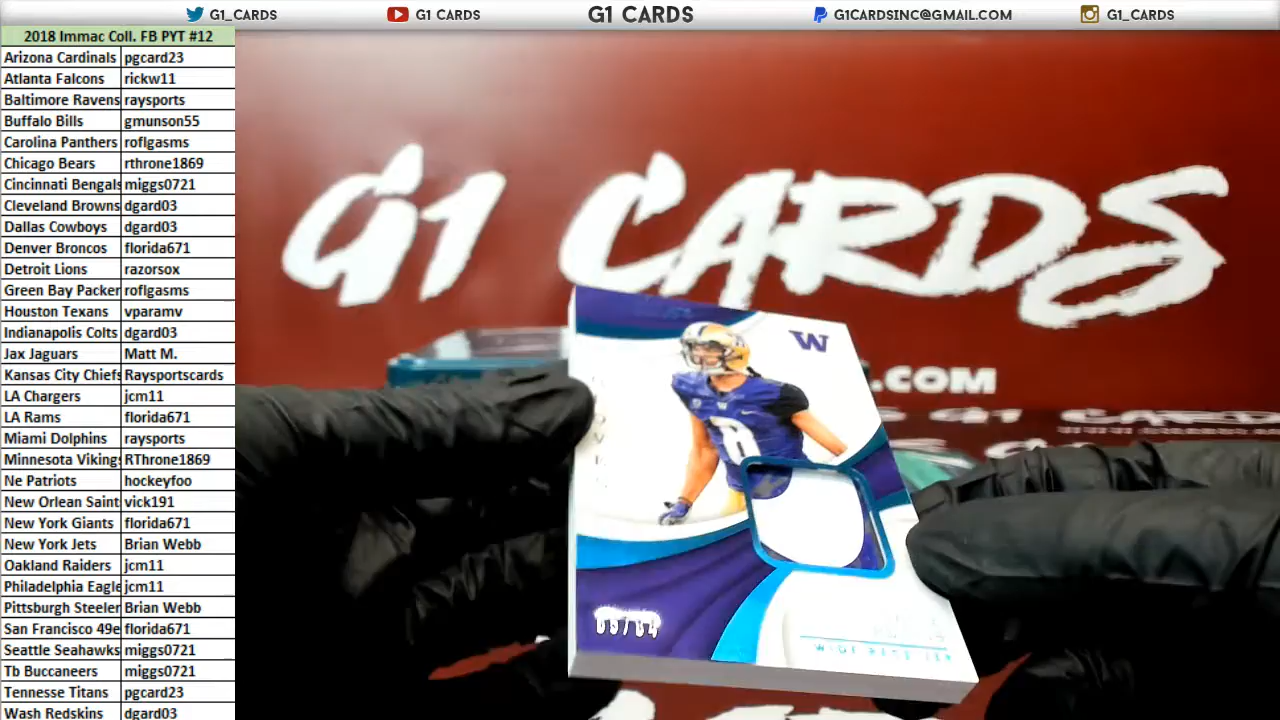 G1_CARDS
G1 CARDS
G1 CARDS
G1CARDSINC@GMAIL.COM
G1_CARDS
2018 Immac Coll. FB PYT #12
Arizona Cardinals pgcard23
Atlanta Falcons rickw11
Baltimore Ravens raysports
Buffalo Bills gmunson55
Carolina Panthers roflgasms
Chicago Bears rthrone1869
Cincinnati Bengals miggs0721
Cleveland Browns dgard03
Dallas Cowboys dgard03
Denver Broncos florida671
Detroit Lions razorsox
Green Bay Packer roflgasms
Houston Texans vparamv
Indianapolis Colts dgard03
Jax Jaguars Matt M.
Kansas City Chiefs Raysportscards
LA Chargers jcm11
LA Rams florida671
Miami Dolphins raysports
Minnesota Vikings RThrone1869
Ne Patriots hockeyfoo
New Orlean Saint vick191
New York Giants florida671
New York Jets Brian Webb
Oakland Raiders jcm11
Philadelphia Eagle jcm11
Pittsburgh Steeler Brian Webb
San Francisco 49e florida671
Seattle Seahawks miggs0721
Tb Buccaneers miggs0721
Tennesse Titans pgcard23
Wash Redskins dgard03
G1 CARDS
.COM
W
8